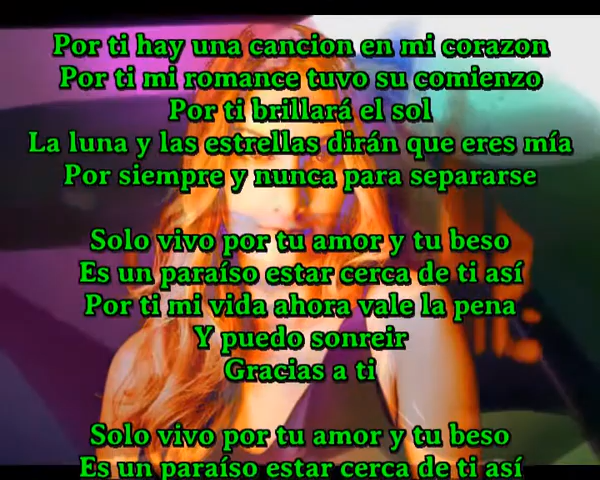 Por ti hay una cancion en mi corazon
Por ti mi romance tuvo su comienzo
Por ti brillará el sol
La luna y las estrellas dirán que eres mía
Por siempre y nunca para separarse
Solo vivo por tu amor y tu beso
Es un paraíso estar cerca de ti así
Por ti mi vida ahora vale la pena
Y puedo sonreir
Gracias a ti
Solo vivo por tu amor y tu beso
Es un paraíso estar cerca de ti así